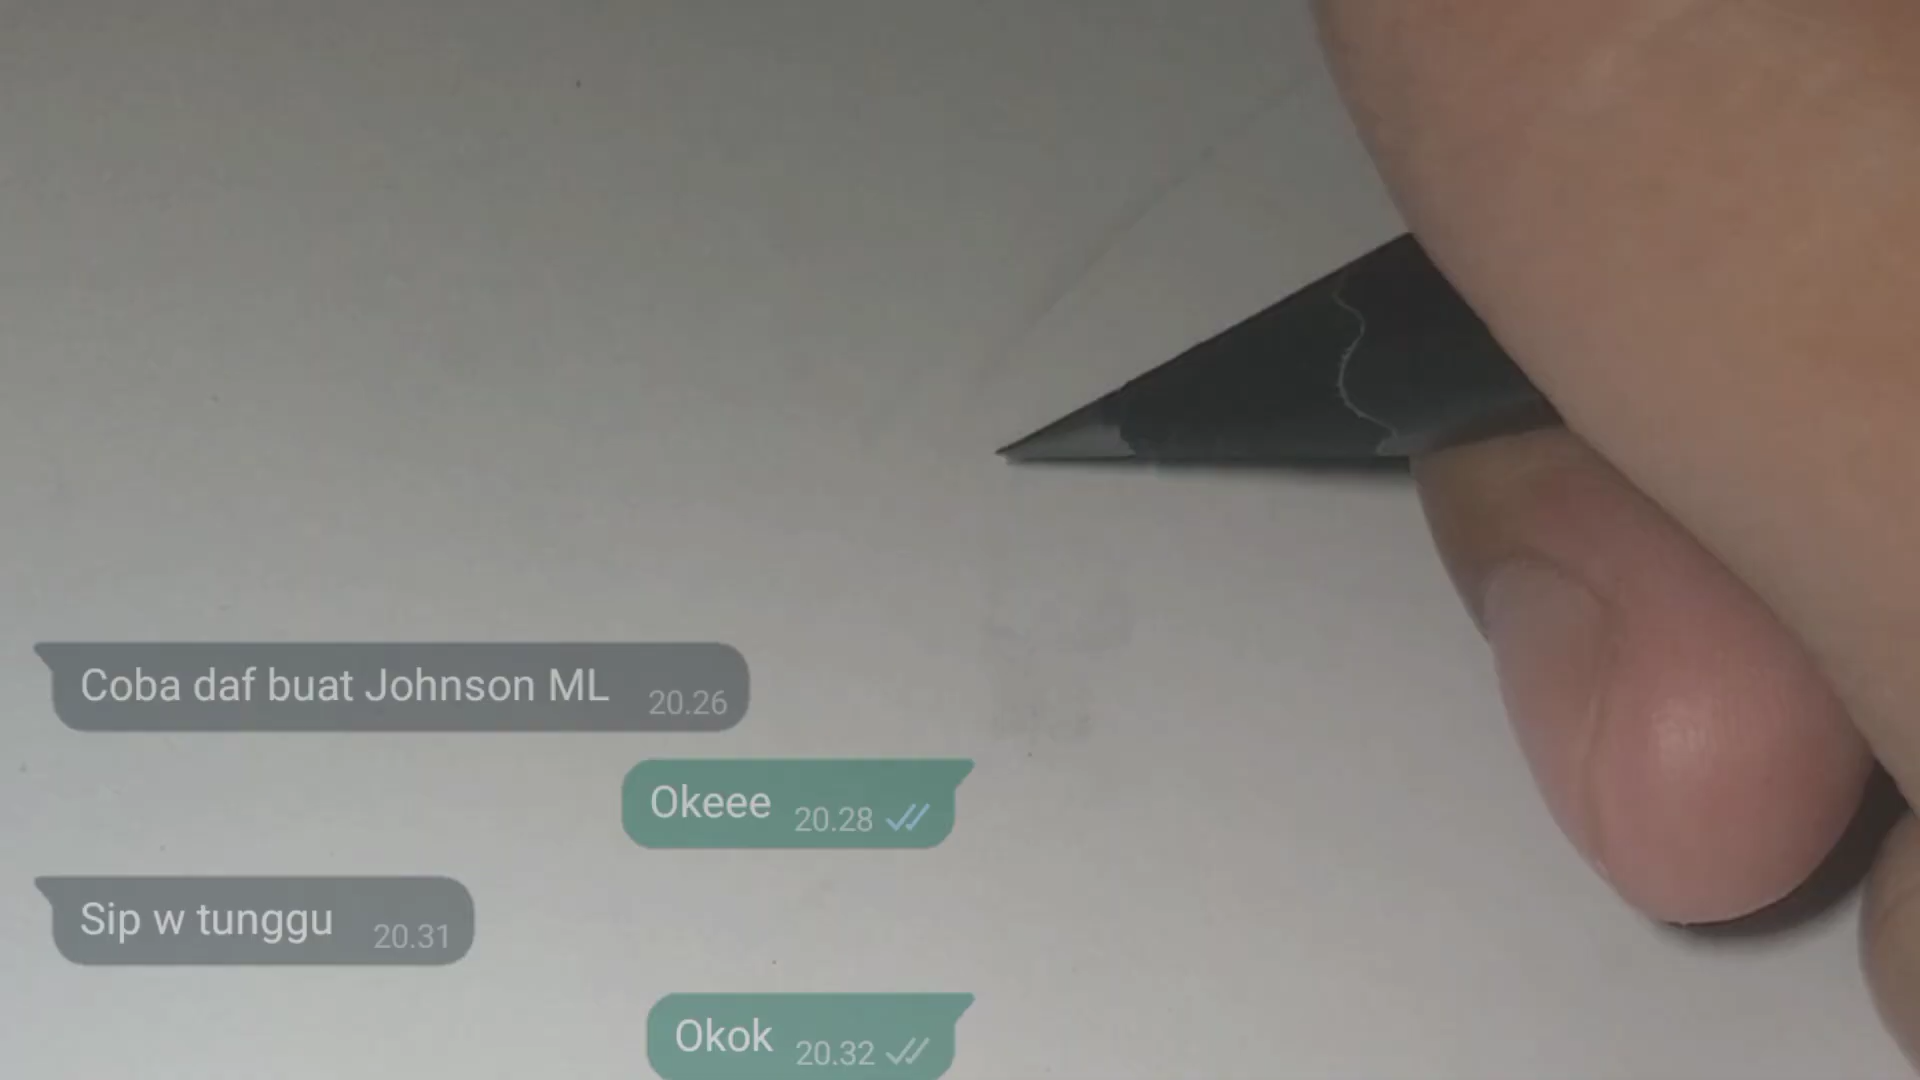 Coba daf buat Johnson ML 20.26
Okeee 20.28
Sip w tunggu 20.31
Okok 20.32